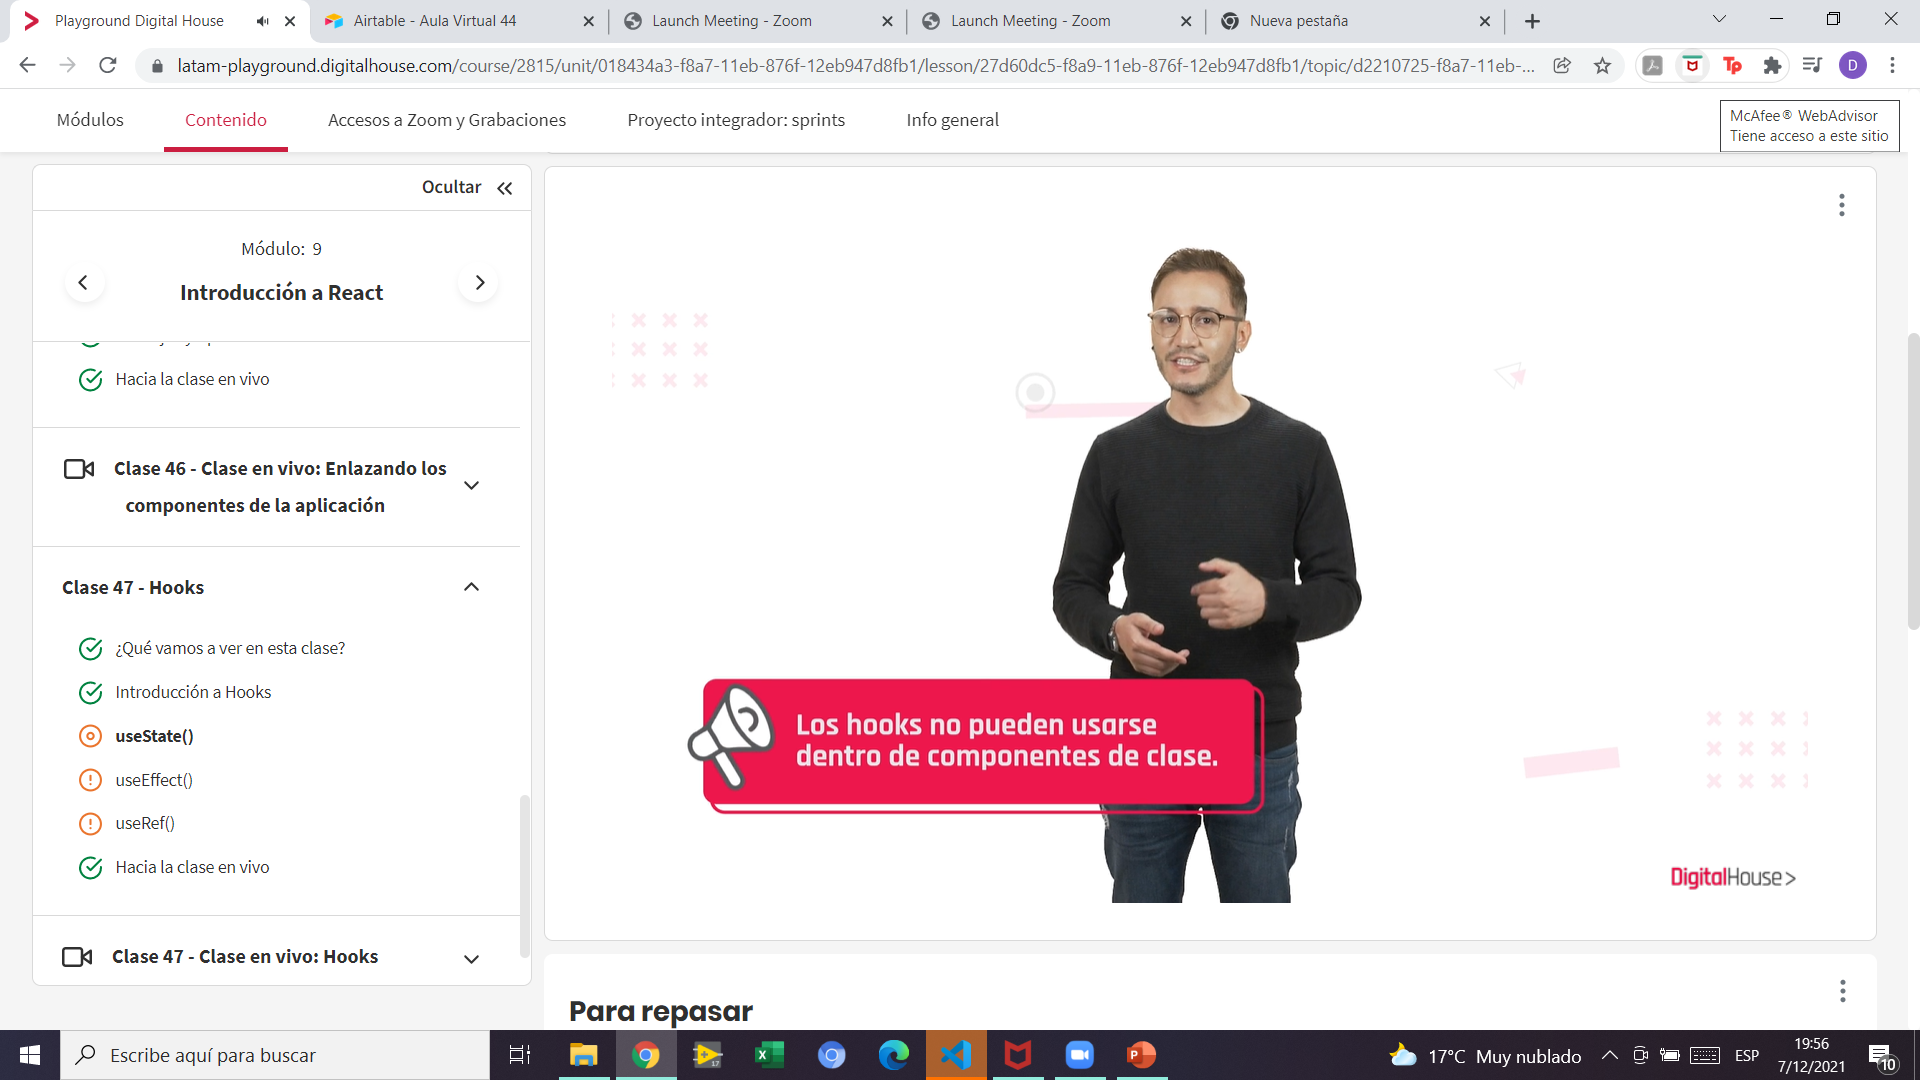 Playground Digital House
Airtable - Aula Virtual 44
Launch Meeting - Zoom
Launch Meeting - Zoom
Nueva pestaña
latam-playground.digitalhouse.com/course/2815/unit/018434a3-f8a7-11eb-876f-12eb947d8fb1/lesson/27d60dc5-f8a9-11eb-876f-12eb947d8fb1/topic/d2210725-f8a7-11eb-...
D
Módulos
Contenido
Accesos a Zoom y Grabaciones
Proyecto integrador: sprints
Info general
McAfee® WebAdvisor
Tiene acceso a este sitio
Ocultar
Módulo: 9
Introducción a React
Hacia la clase en vivo
Clase 46 - Clase en vivo: Enlazando los
componentes de la aplicación
Clase 47 - Hooks
¿Qué vamos a ver en esta clase?
Introducción a Hooks
useState()
useEffect()
useRef()
Hacia la clase en vivo
Clase 47 - Clase en vivo: Hooks
Los hooks no pueden usarse
dentro de componentes de clase.
DigitalHouse>
Para repasar
Escribe aquí para buscar
17°C Muy nublado
ESP
19:56
7/12/2021
10